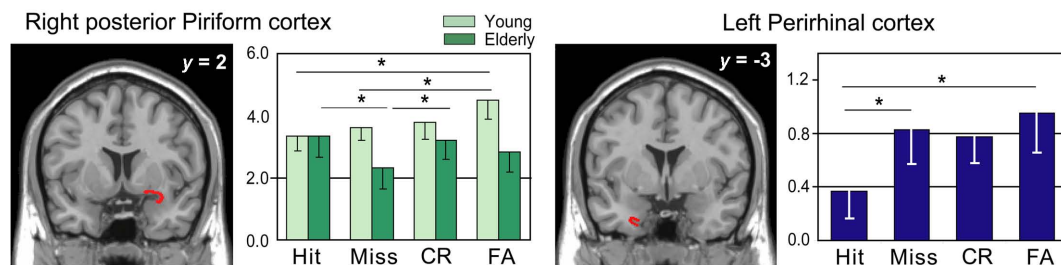 Right posterior Piriform cortex
Young
Elderly
Left Perirhinal cortex
y = 2
6.0
4.0
2.0
0.0
*
*
*
*
Hit Miss CR FA
y = -3
1.2
0.8
0.4
0.0
*
*
Hit Miss CR FA